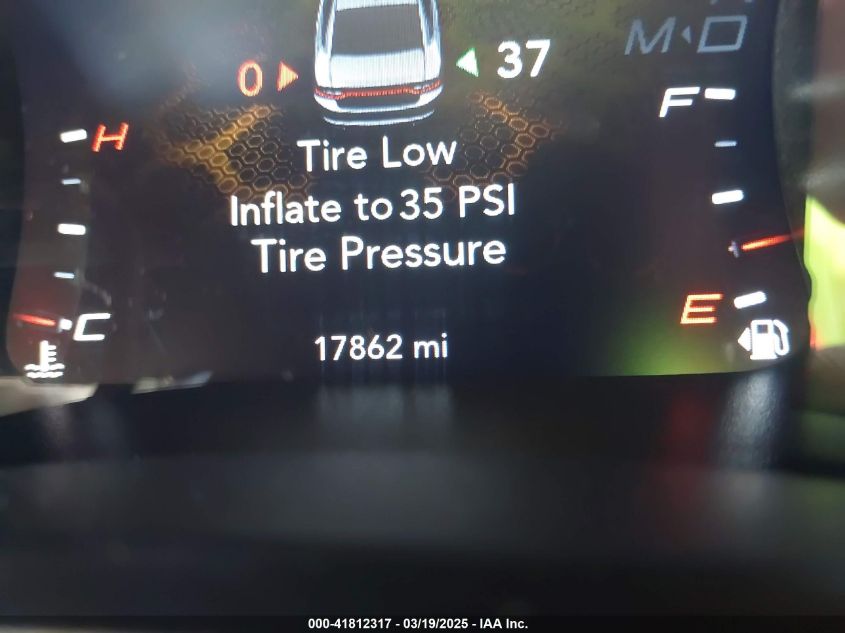 M D
0 37
H F
Tire Low
Inflate to 35 PSI
Tire Pressure
C E
17862 mi
000-41812317 - 03/19/2025 - IAA Inc.